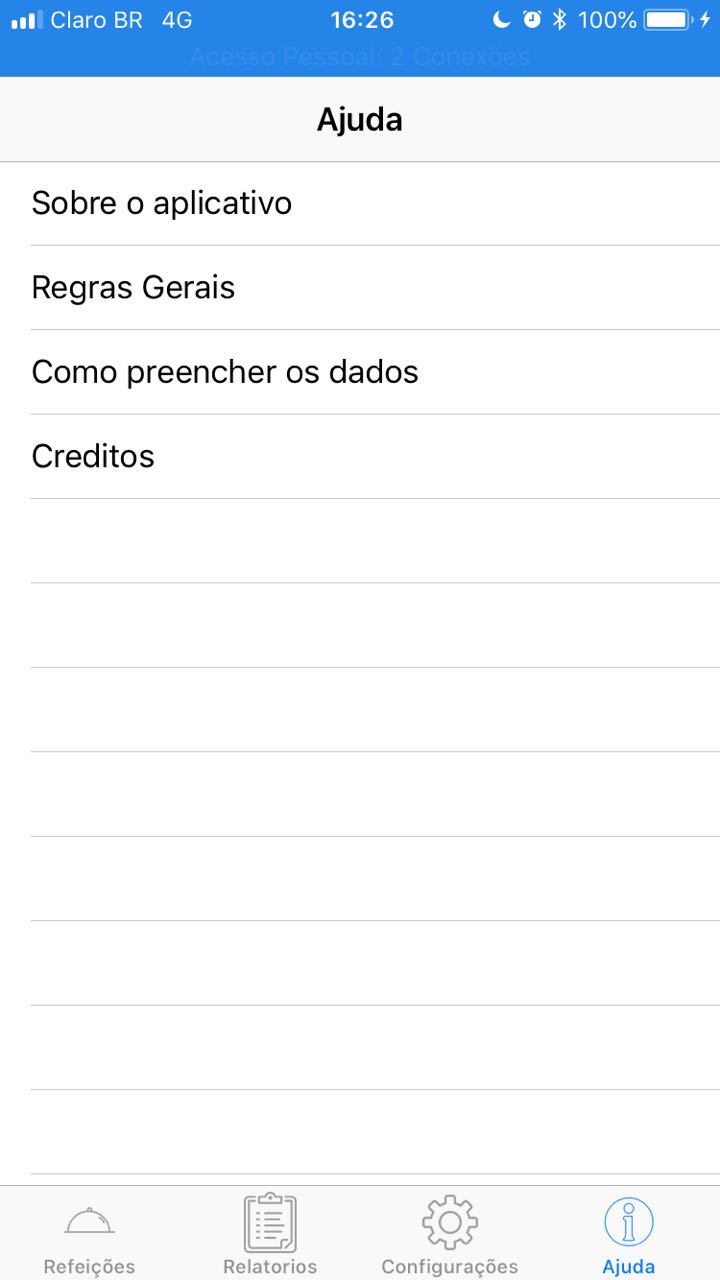 Claro BR 4G 16:26 100%
Acesso Pessoal: 2 Conexões
Ajuda
Sobre o aplicativo
Regras Gerais
Como preencher os dados
Creditos
Refeições Relatorios Configurações Ajuda